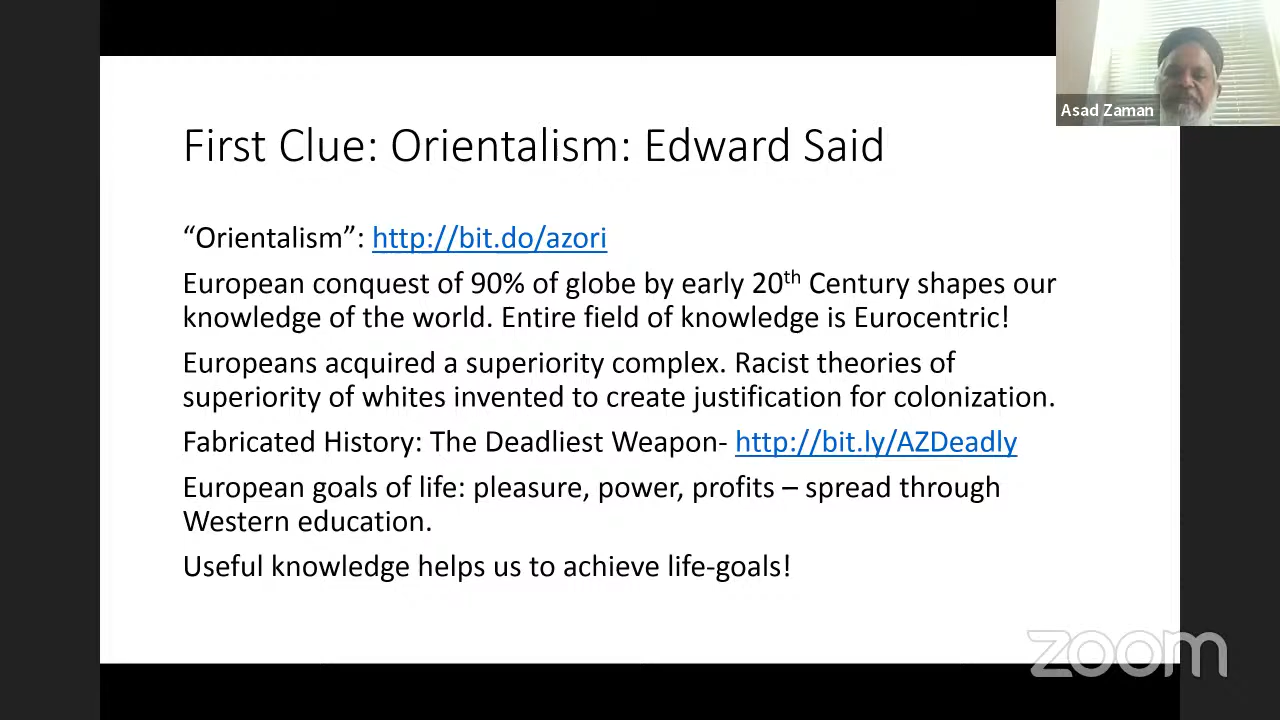 Asad Zaman
First Clue: Orientalism: Edward Said
“Orientalism”: http://bit.do/azori
European conquest of 90% of globe by early 20th Century shapes our
knowledge of the world. Entire field of knowledge is Eurocentric!
Europeans acquired a superiority complex. Racist theories of
superiority of whites invented to create justification for colonization.
Fabricated History: The Deadliest Weapon- http://bit.ly/AZDeadly
European goals of life: pleasure, power, profits – spread through
Western education.
Useful knowledge helps us to achieve life-goals!
zoom